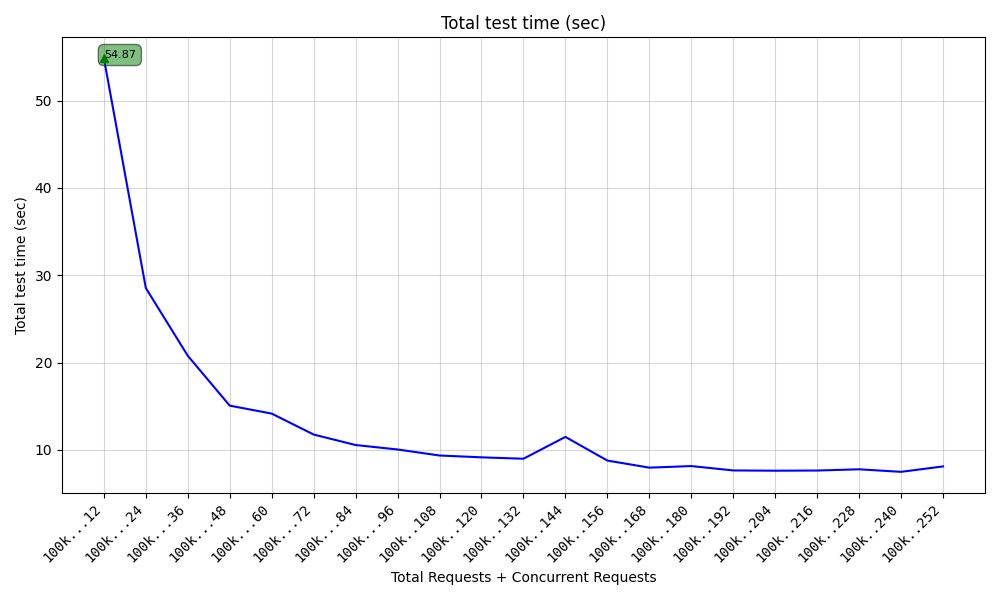 Total test time (sec)
54.87
Total test time (sec)
50
40
30
20
10
100k...12
100k...24
100k...36
100k...48
100k...60
100k...72
100k...84
100k...96
100k..108
100k..120
100k..132
100k..144
100k..156
100k..168
100k..180
100k..192
100k..204
100k..216
100k..228
100k..240
100k..252
Total Requests + Concurrent Requests